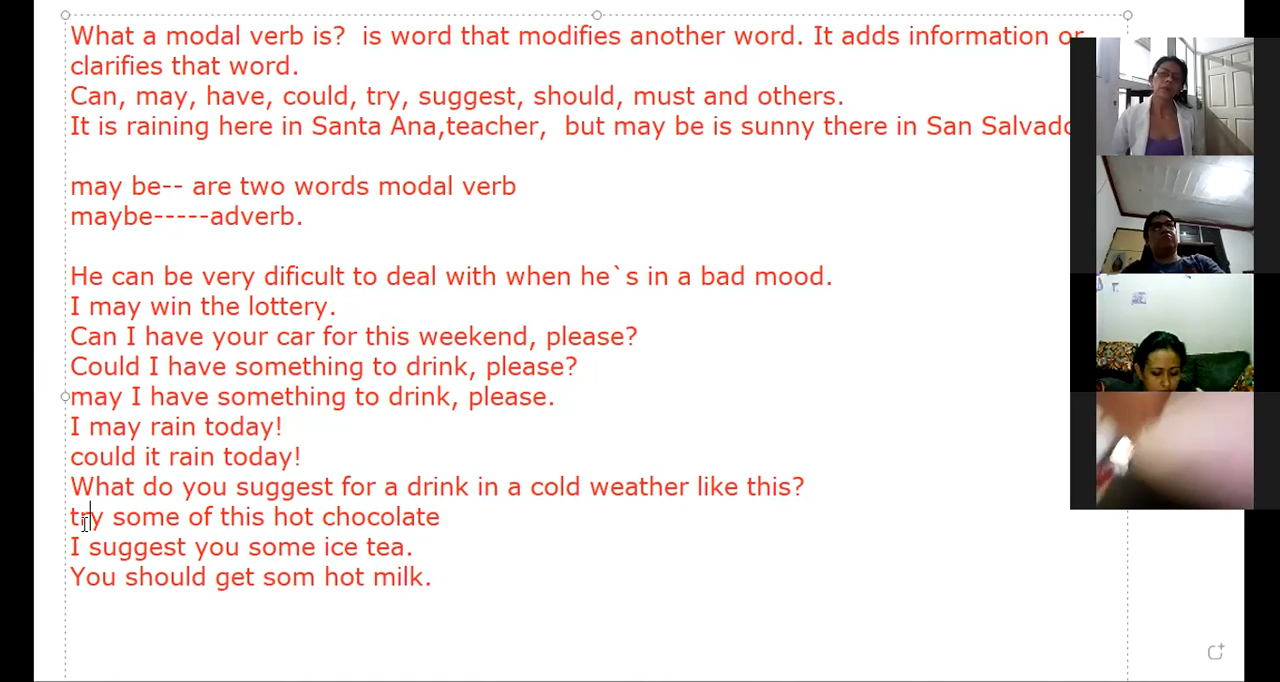 What a modal verb is?  is word that modifies another word. It adds information or
clarifies that word.
Can, may, have, could, try, suggest, should, must and others.
It is raining here in Santa Ana,teacher,  but may be is sunny there in San Salvado
may be-- are two words modal verb
maybe-----adverb.
He can be very dificult to deal with when he`s in a bad mood.
I may win the lottery.
Can I have your car for this weekend, please?
Could I have something to drink, please?
may I have something to drink, please.
I may rain today!
could it rain today!
What do you suggest for a drink in a cold weather like this?
try some of this hot chocolate
I suggest you some ice tea.
You should get som hot milk.